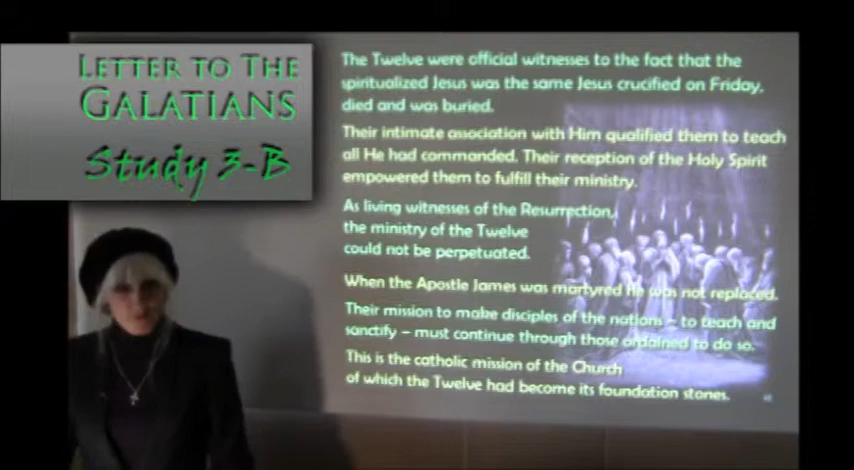 LETTER TO THE
GALATIANS
Study 3-B
The Twelve were official witnesses to the fact that the
spiritualized Jesus was the same Jesus crucified on Friday,
died and was buried.
Their intimate association with Him qualified them to teach
all He had commanded. Their reception of the Holy Spirit
empowered them to fulfill their ministry.
As living witnesses of the Resurrection,
the ministry of the Twelve
could not be perpetuated.
When the Apostle James was martyred He was not replaced.
Their mission to make disciples of the nations – to teach and
sanctify – must continue through those ordained to do so.
This is the catholic mission of the Church
of which the Twelve had become its foundation stones.